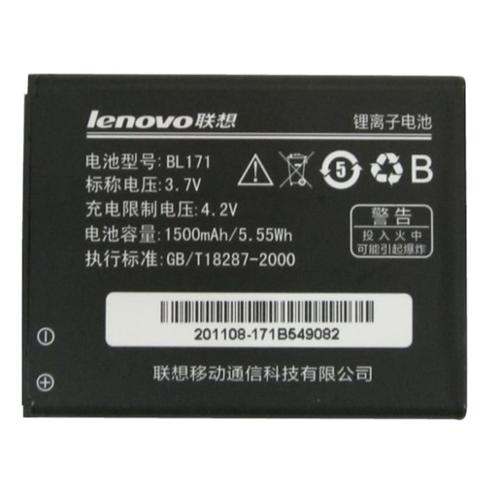 lenovo联想 锂离子电池
电池型号:BL171
标称电压:3.7V
充电限制电压:4.2V
电池容量:1500mAh/5.55Wh
执行标准:GB/T18287-2000
5 B
警告
投入火中
可能引起爆炸
201108-171B549082
联想移动通信科技有限公司